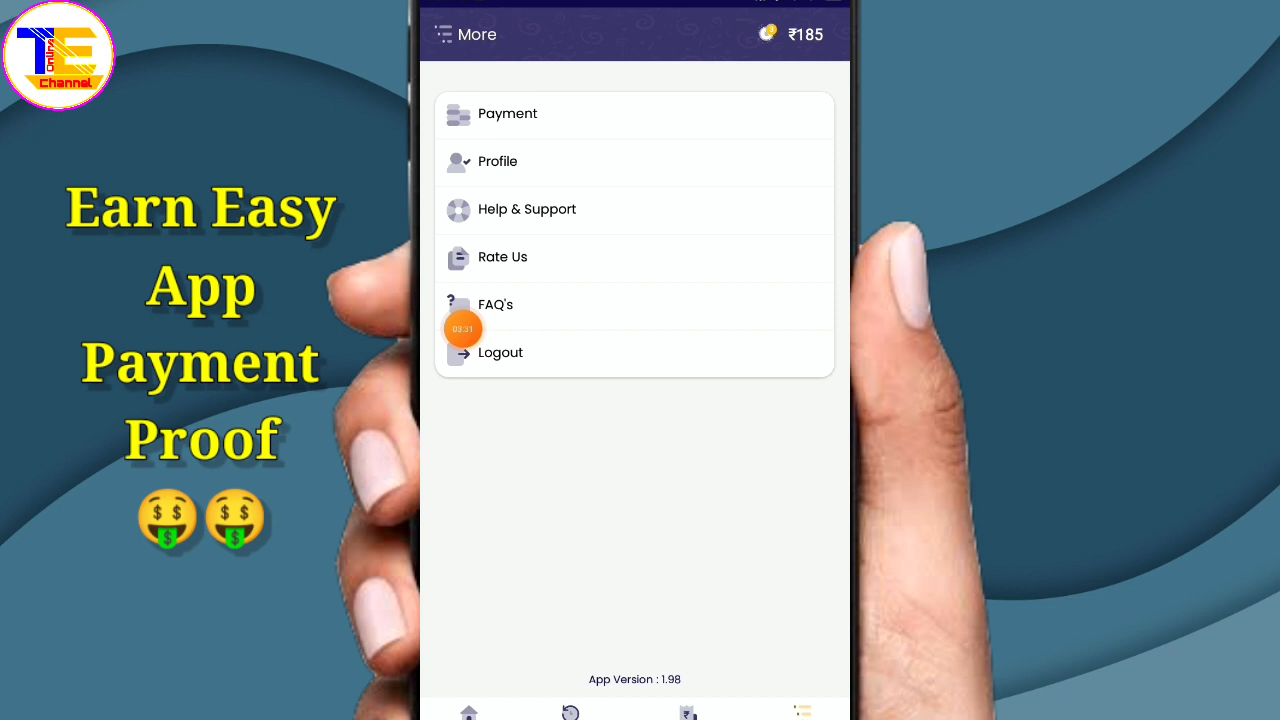 TE
Online
Channel
Earn Easy
App
Payment
Proof
More
₹185
Payment
Profile
Help & Support
Rate Us
FAQ's
03:31
Logout
App Version : 1.98